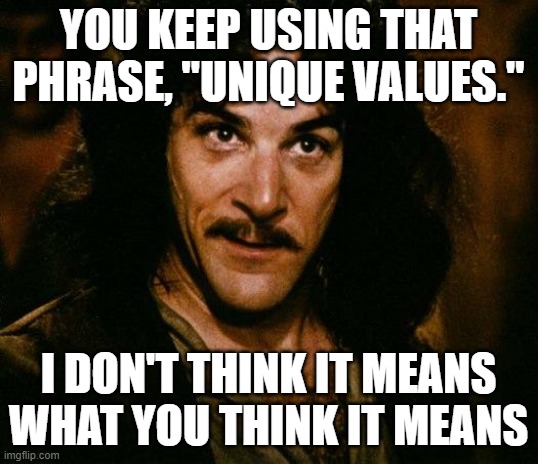 YOU KEEP USING THAT
PHRASE, "UNIQUE VALUES."
I DON'T THINK IT MEANS
WHAT YOU THINK IT MEANS
imgflip.com